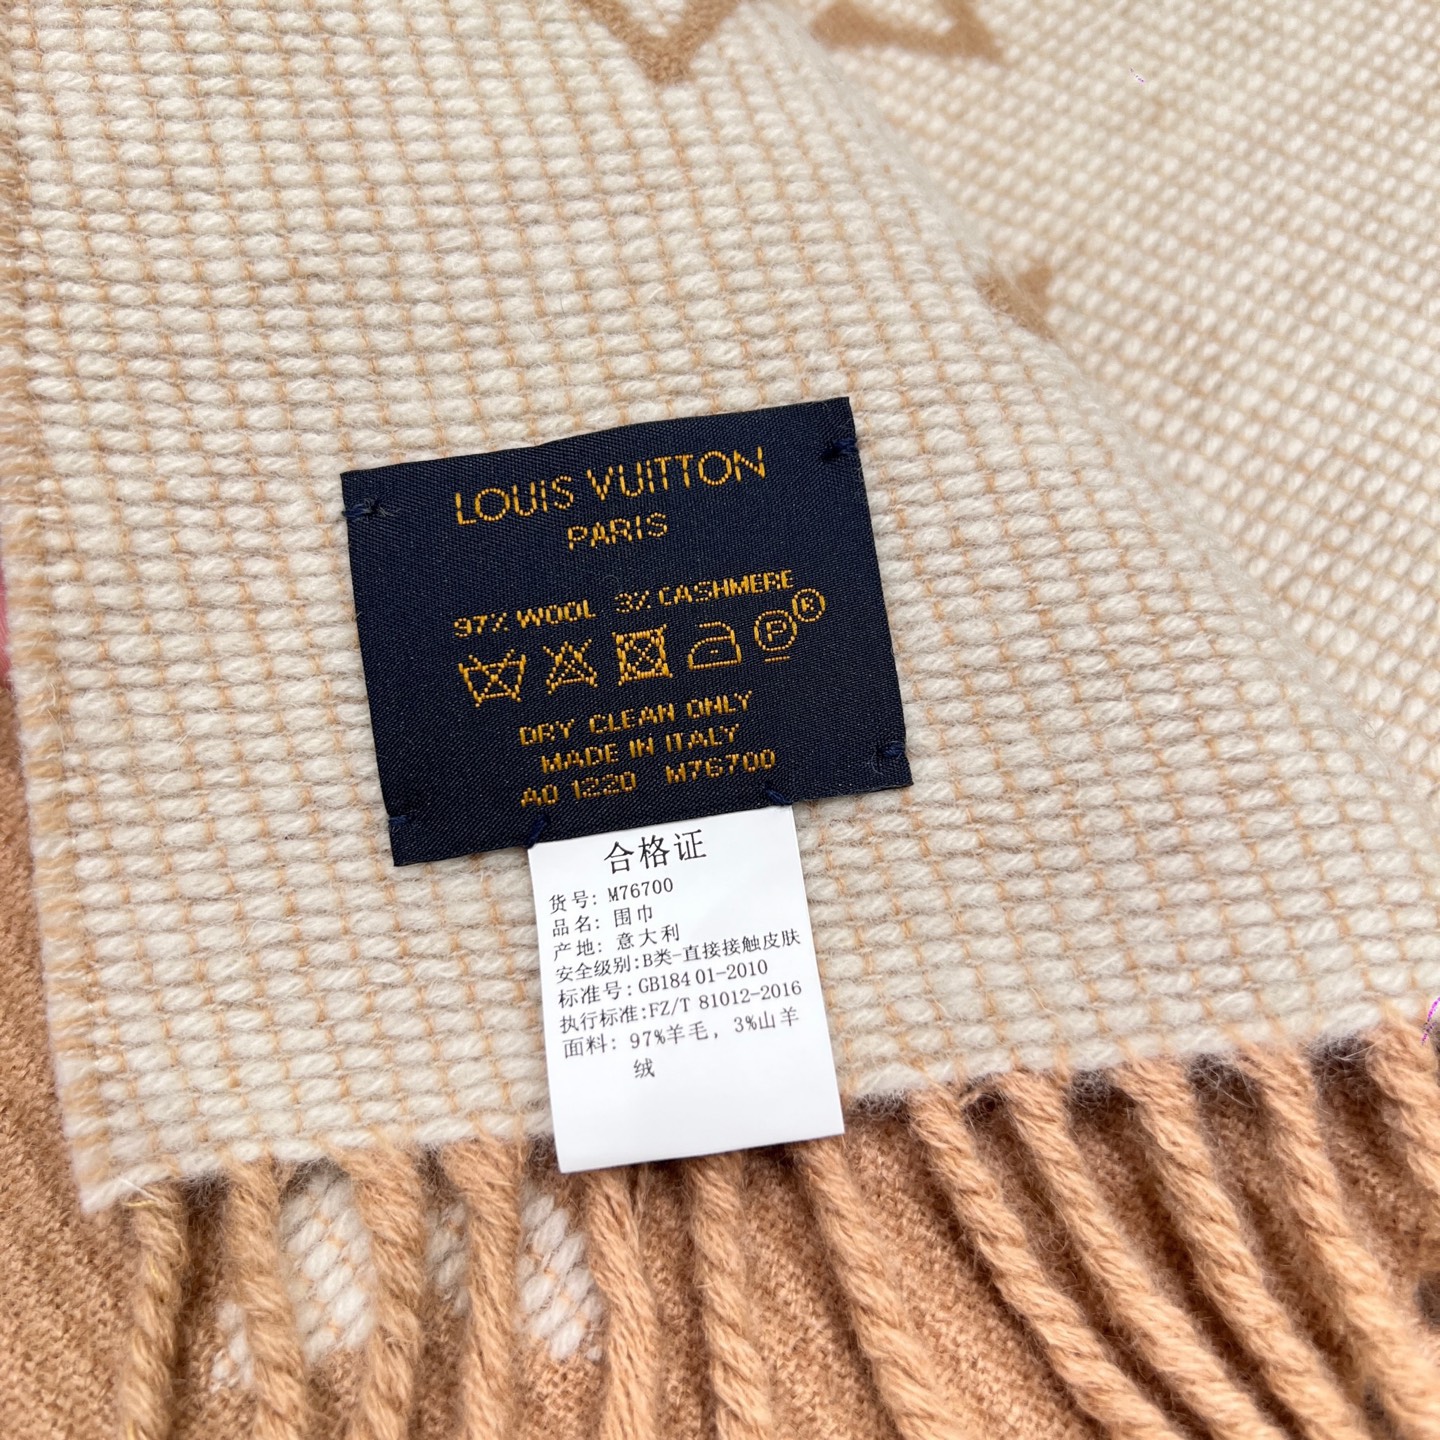 LOUIS VUITTON
PARIS
97% WOOL 3% CASHMERE
P R
DRY CLEAN ONLY
MADE IN ITALY
AO 1220 M76700
合格证
货号: M76700
品名: 围巾
产地: 意大利
安全级别:B类-直接接触皮肤
标准号: GB184 01-2010
执行标准:FZ/T 81012-2016
面料: 97%羊毛, 3%山羊
绒